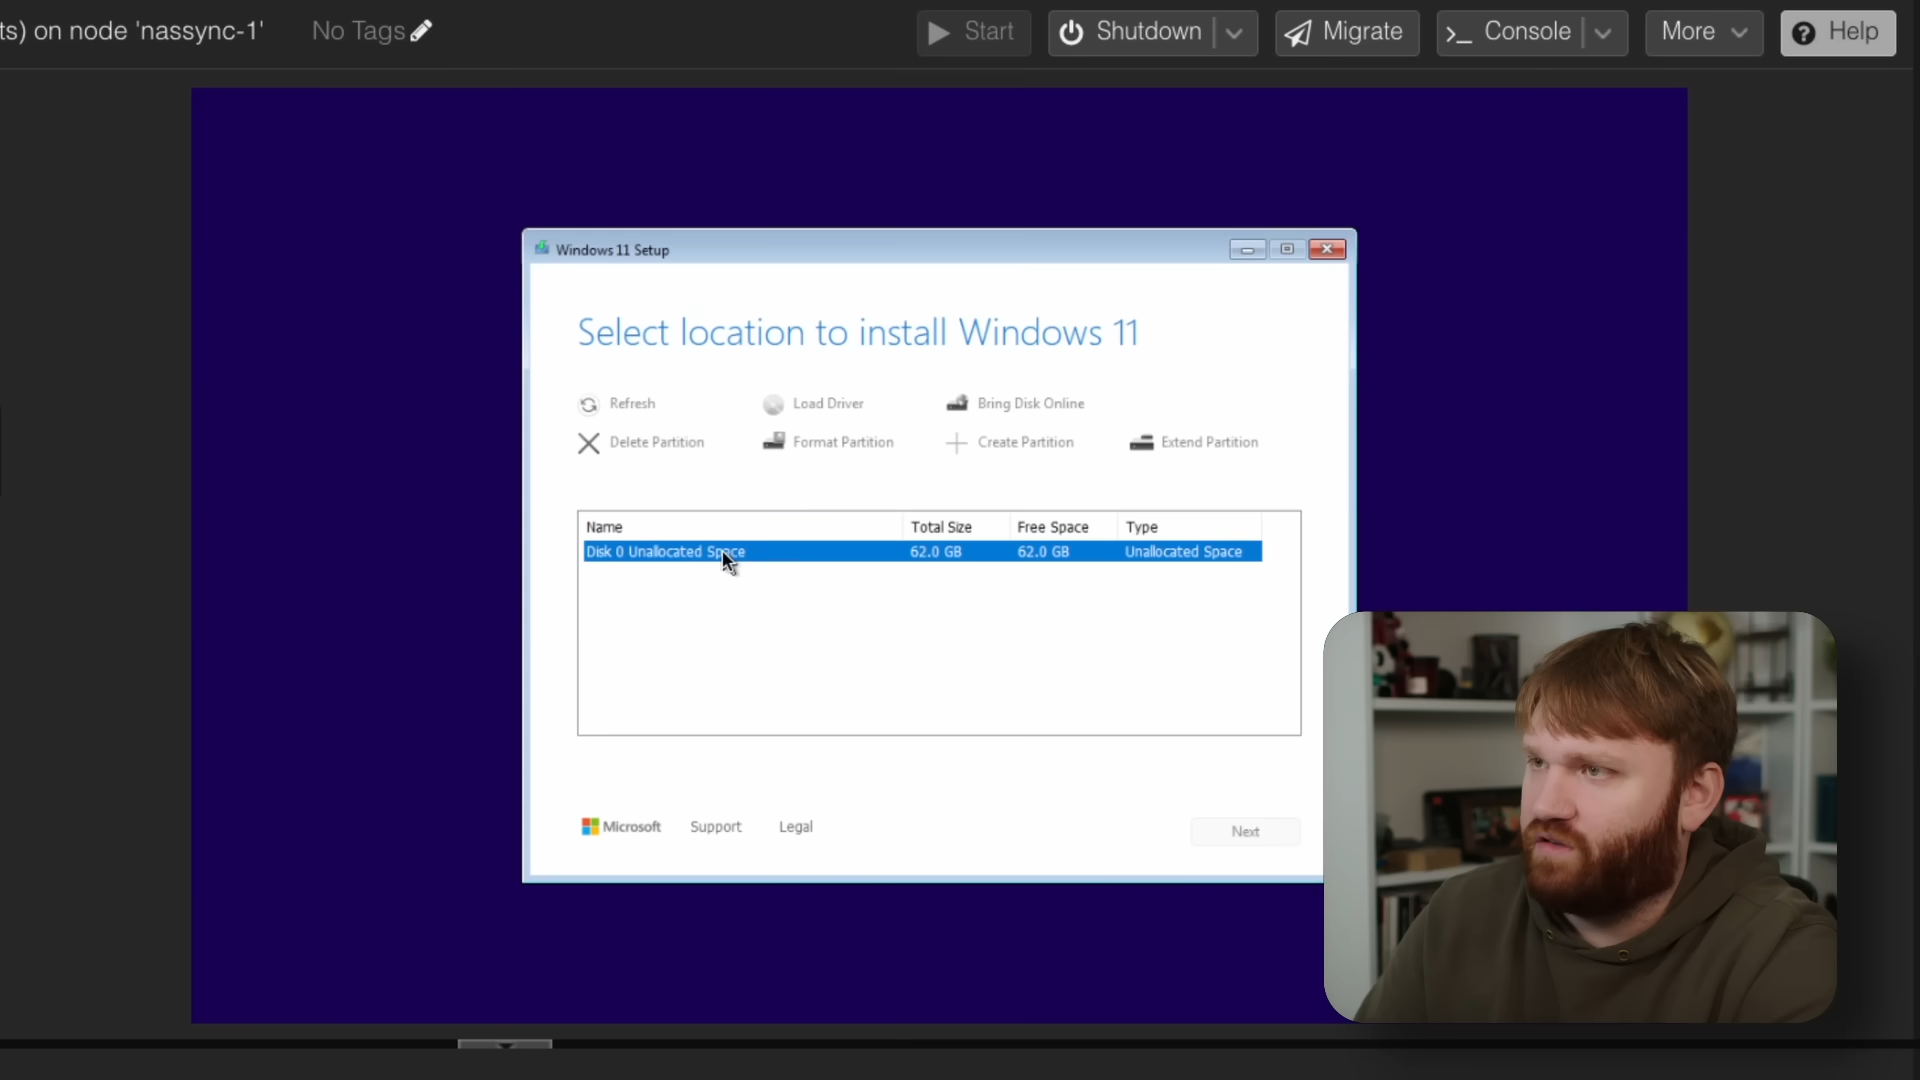 ts) on node 'nassync-1'
No Tags
Start
Shutdown
Migrate
Console
More
Help
Windows 11 Setup
Select location to install Windows 11
Refresh
Load Driver
Bring Disk Online
Delete Partition
Format Partition
Create Partition
Extend Partition
Name Total Size Free Space Type
Disk 0 Unallocated Space 62.0 GB 62.0 GB Unallocated Space
Microsoft
Support
Legal
Next